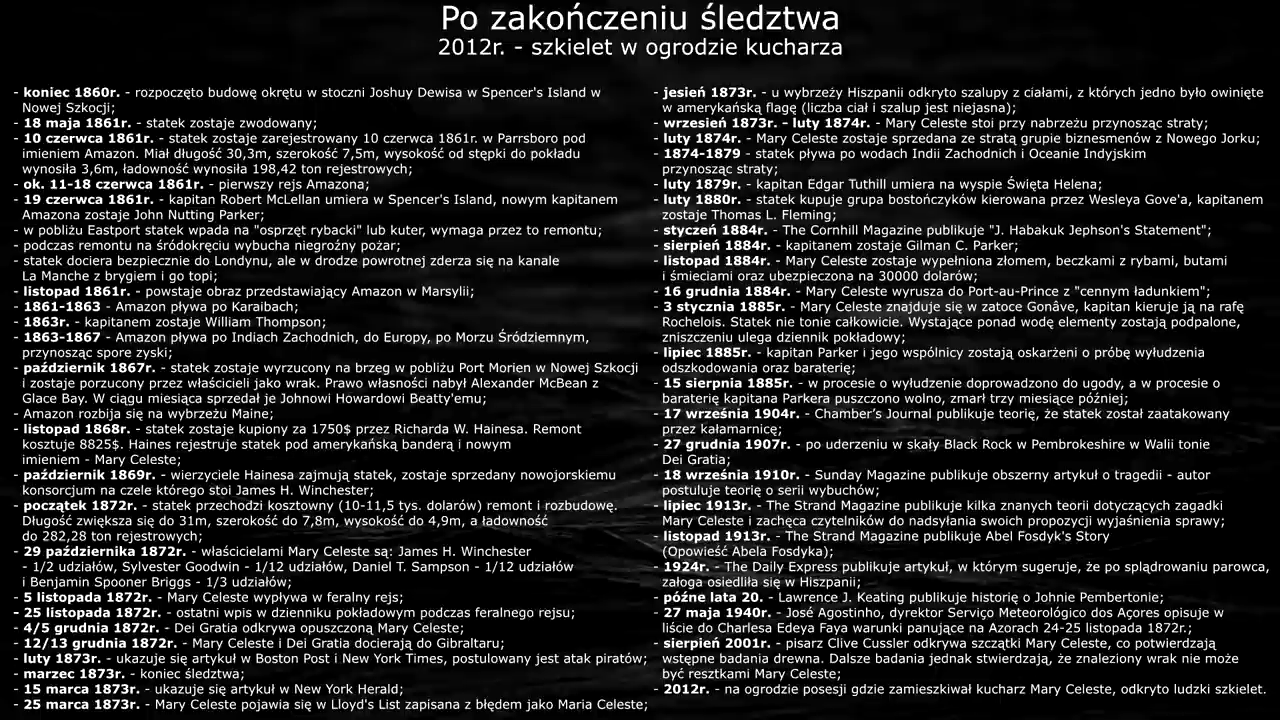 Po zakończeniu śledztwa
2012r. - szkielet w ogrodzie kucharza
- koniec 1860r. - rozpoczęto budowę okrętu w stoczni Joshuy Dewisa w Spencer's Island w
Nowej Szkocji;
- 18 maja 1861r. - statek zostaje zwodowany;
- 10 czerwca 1861r. - statek zostaje zarejestrowany 10 czerwca 1861r. w Parrsboro pod
imieniem Amazon. Miał długość 30,3m, szerokość 7,5m, wysokość od stępki do pokładu
wynosiła 3,6m, ładowność wynosiła 198,42 ton rejestrowych;
- ok. 11-18 czerwca 1861r. - pierwszy rejs Amazona;
- 19 czerwca 1861r. - kapitan Robert McLellan umiera w Spencer's Island, nowym kapitanem
Amazona zostaje John Nutting Parker;
- w pobliżu Eastport statek wpada na "osprzęt rybacki" lub kuter, wymaga przez to remontu;
- podczas remontu na śródokręciu wybucha niegroźny pożar;
- statek dociera bezpiecznie do Londynu, ale w drodze powrotnej zderza się na kanale
La Manche z brygiem i go topi;
- listopad 1861r. - powstaje obraz przedstawiający Amazon w Marsylii;
- 1861-1863 - Amazon pływa po Karaibach;
- 1863r. - kapitanem zostaje William Thompson;
- 1863-1867 - Amazon pływa po Indiach Zachodnich, do Europy, po Morzu Śródziemnym,
przynosząc spore zyski;
- październik 1867r. - statek zostaje wyrzucony na brzeg w pobliżu Port Morien w Nowej Szkocji
i zostaje porzucony przez właścicieli jako wrak. Prawo własności nabył Alexander McBean z
Glace Bay. W ciągu miesiąca sprzedał je Johnowi Howardowi Beatty'emu;
- Amazon rozbija się na wybrzeżu Maine;
- listopad 1868r. - statek zostaje kupiony za 1750$ przez Richarda W. Hainesa. Remont
kosztuje 8825$. Haines rejestruje statek pod amerykańską banderą i nowym
imieniem - Mary Celeste;
- październik 1869r. - wierzyciele Hainesa zajmują statek, zostaje sprzedany nowojorskiemu
konsorcjum na czele którego stoi James H. Winchester;
- początek 1872r. - statek przechodzi kosztowny (10-11,5 tys. dolarów) remont i rozbudowę.
Długość zwiększa się do 31m, szerokość do 7,8m, wysokość do 4,9m, a ładowność
do 282,28 ton rejestrowych;
- 29 października 1872r. - właścicielami Mary Celeste są: James H. Winchester
- 1/2 udziałów, Sylvester Goodwin - 1/12 udziałów, Daniel T. Sampson - 1/12 udziałów
i Benjamin Spooner Briggs - 1/3 udziałów;
- 5 listopada 1872r. - Mary Celeste wypływa w feralny rejs;
- 25 listopada 1872r. - ostatni wpis w dzienniku pokładowym podczas feralnego rejsu;
- 4/5 grudnia 1872r. - Dei Gratia odkrywa opuszczoną Mary Celeste;
- 12/13 grudnia 1872r. - Mary Celeste i Dei Gratia docierają do Gibraltaru;
- luty 1873r. - ukazuje się artykuł w Boston Post i New York Times, postulowany jest atak piratów;
- marzec 1873r. - koniec śledztwa;
- 15 marca 1873r. - ukazuje się artykuł w New York Herald;
- 25 marca 1873r. - Mary Celeste pojawia się w Lloyd's List zapisana z błędem jako Maria Celeste;
- jesień 1873r. - u wybrzeży Hiszpanii odkryto szalupy z ciałami, z których jedno było owinięte
w amerykańską flagę (liczba ciał i szalup jest niejasna);
- wrzesień 1873r. - luty 1874r. - Mary Celeste stoi przy nabrzeżu przynosząc straty;
- luty 1874r. - Mary Celeste zostaje sprzedana ze stratą grupie biznesmenów z Nowego Jorku;
- 1874-1879 - statek pływa po wodach Indii Zachodnich i Oceanie Indyjskim
przynosząc straty;
- luty 1879r. - kapitan Edgar Tuthill umiera na wyspie Święta Helena;
- luty 1880r. - statek kupuje grupa bostończyków kierowana przez Wesleya Gove'a, kapitanem
zostaje Thomas L. Fleming;
- styczeń 1884r. - The Cornhill Magazine publikuje "J. Habakuk Jephson's Statement";
- sierpień 1884r. - kapitanem zostaje Gilman C. Parker;
- listopad 1884r. - Mary Celeste zostaje wypełniona złomem, beczkami z rybami, butami
i śmieciami oraz ubezpieczona na 30000 dolarów;
- 16 grudnia 1884r. - Mary Celeste wyrusza do Port-au-Prince z "cennym ładunkiem";
- 3 stycznia 1885r. - Mary Celeste znajduje się w zatoce Gonâve, kapitan kieruje ją na rafę
Rochelois. Statek nie tonie całkowicie. Wystające ponad wodę elementy zostają podpalone,
zniszczeniu ulega dziennik pokładowy;
- lipiec 1885r. - kapitan Parker i jego wspólnicy zostają oskarżeni o próbę wyłudzenia
odszkodowania oraz baraterię;
- 15 sierpnia 1885r. - w procesie o wyłudzenie doprowadzono do ugody, a w procesie o
baraterię kapitana Parkera puszczono wolno, zmarł trzy miesiące później;
- 17 września 1904r. - Chamber’s Journal publikuje teorię, że statek został zaatakowany
przez kałamarnicę;
- 27 grudnia 1907r. - po uderzeniu w skały Black Rock w Pembrokeshire w Walii tonie
Dei Gratia;
- 18 września 1910r. - Sunday Magazine publikuje obszerny artykuł o tragedii - autor
postuluje teorię o serii wybuchów;
- lipiec 1913r. - The Strand Magazine publikuje kilka znanych teorii dotyczących zagadki
Mary Celeste i zachęca czytelników do nadsyłania swoich propozycji wyjaśnienia sprawy;
- listopad 1913r. - The Strand Magazine publikuje Abel Fosdyk's Story
(Opowieść Abela Fosdyka);
- 1924r. - The Daily Express publikuje artykuł, w którym sugeruje, że po splądrowaniu parowca,
załoga osiedliła się w Hiszpanii;
- późne lata 20. - Lawrence J. Keating publikuje historię o Johnie Pembertonie;
- 27 maja 1940r. - José Agostinho, dyrektor Serviço Meteorológico dos Açores opisuje w
liście do Charlesa Edeya Faya warunki panujące na Azorach 24-25 listopada 1872r.;
- sierpień 2001r. - pisarz Clive Cussler odkrywa szczątki Mary Celeste, co potwierdzają
wstępne badania drewna. Dalsze badania jednak stwierdzają, że znaleziony wrak nie może
być resztkami Mary Celeste;
- 2012r. - na ogrodzie posesji gdzie zamieszkiwał kucharz Mary Celeste, odkryto ludzki szkielet.